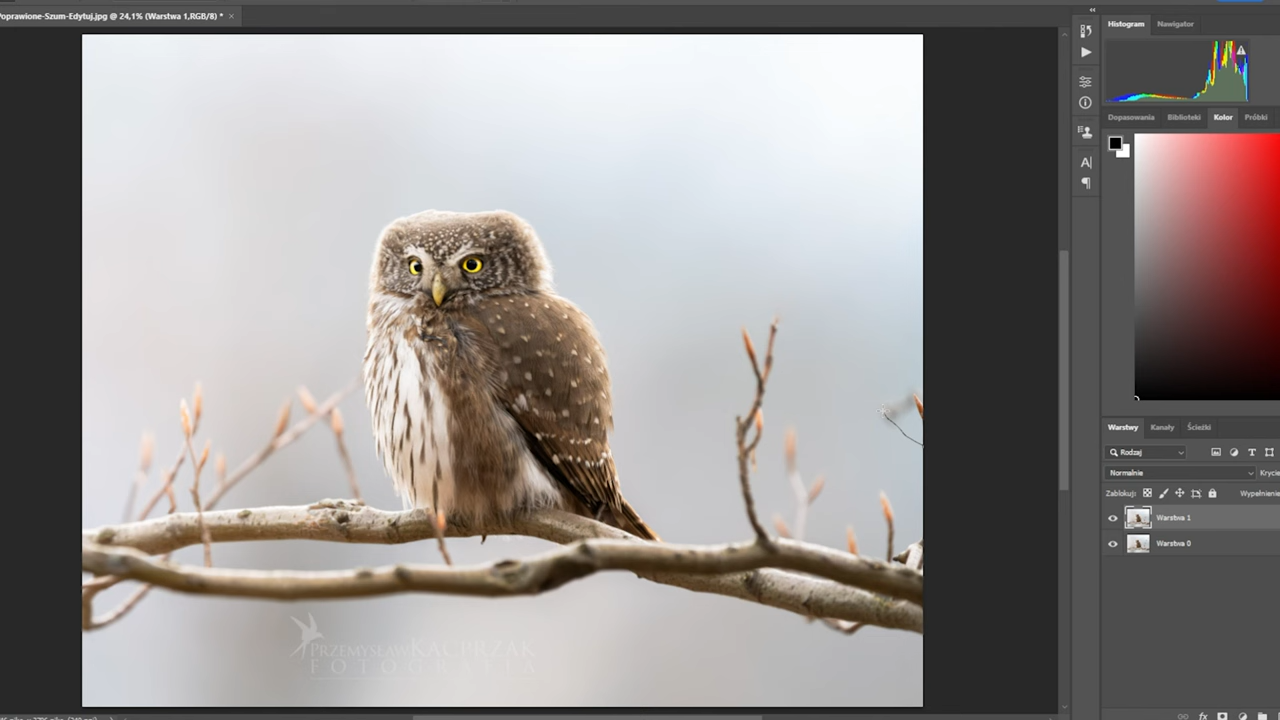 Poprawione-Szum-Edytuj.jpg @ 24,1% (Warstwa 1,RGB/8) *
Histogram Nawigator
Dopasowania Biblioteki Kolor Próbki
Warstwy Kanały Ścieżki
Rodzaj
Normalnie Krycie
Zablokuj: Wypełnienie
Warstwa 1
Warstwa 0
PRZEMYSŁAW KACPRZAK
FOTOGRAFIA
fx